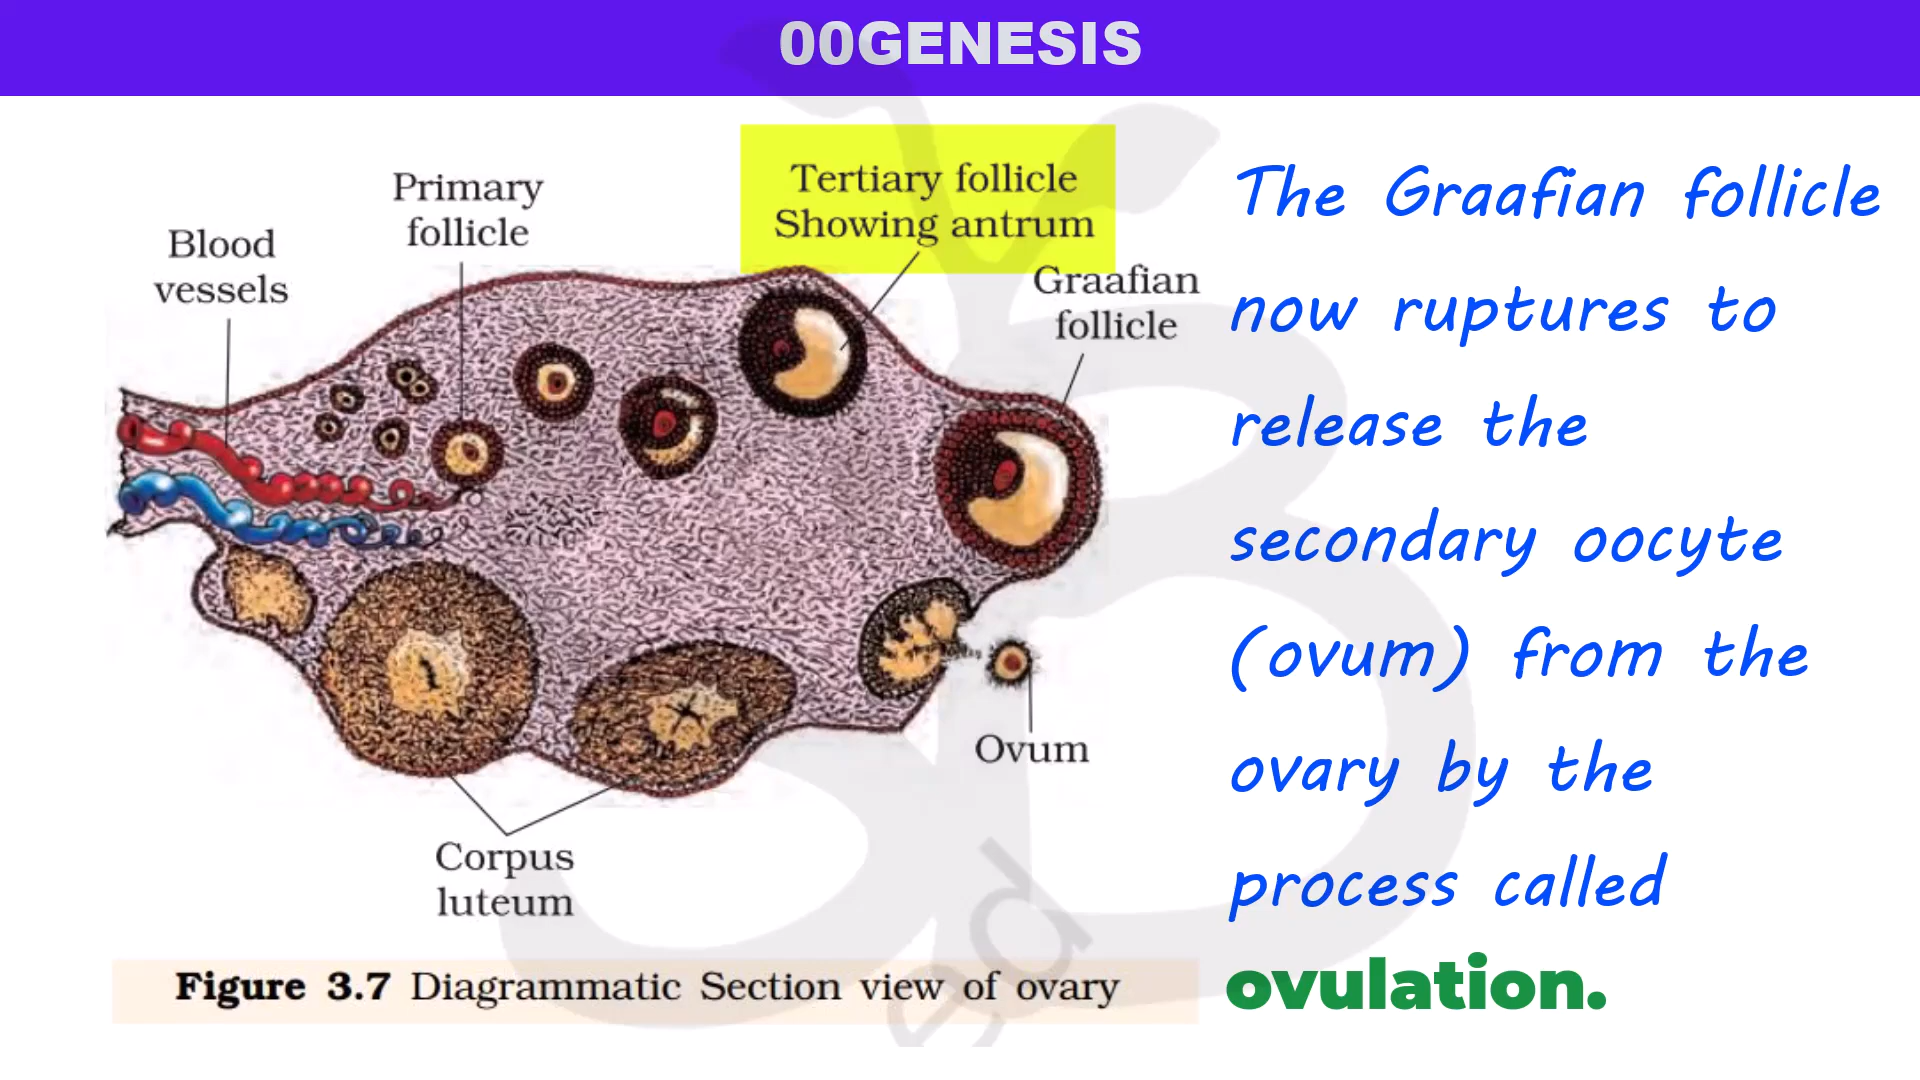 00GENESIS
Primary
follicle
Blood
vessels
Tertiary follicle
Showing antrum
Graafian
follicle
Ovum
Corpus
luteum
Figure 3.7 Diagrammatic Section view of ovary
The Graafian follicle
now ruptures to
release the
secondary oocyte
(ovum) from the
ovary by the
process called
ovulation.
ed